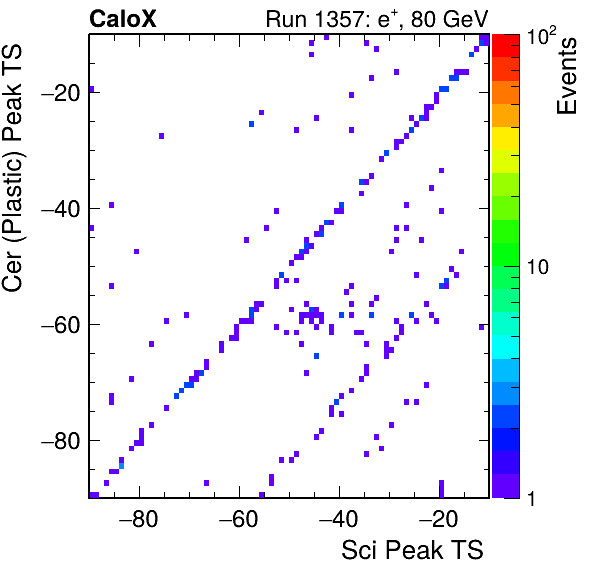 CaloX Run 1357: e⁺, 80 GeV
Cer (Plastic) Peak TS
−20
−40
−60
−80
−80 −60 −40 −20
Sci Peak TS
10²
10
1
Events